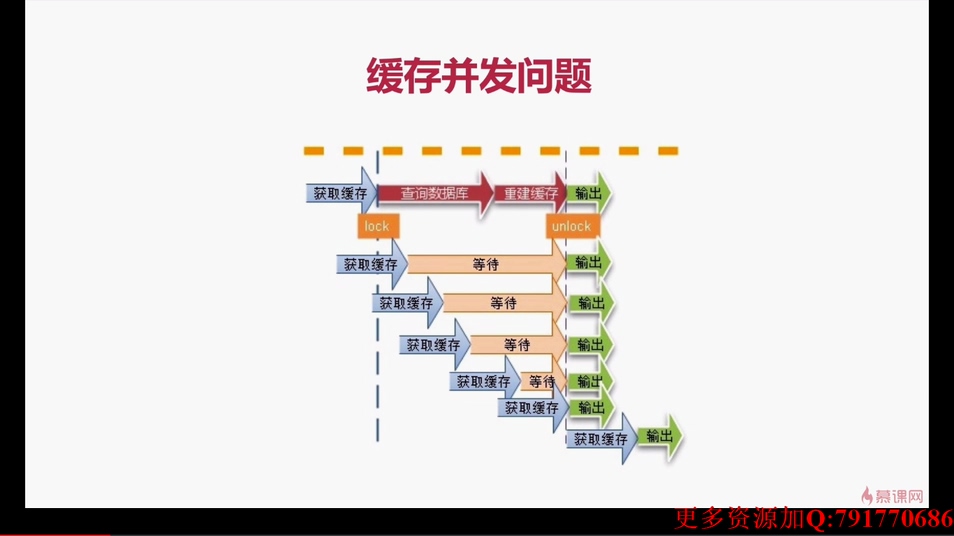 缓存并发问题
获取缓存 查询数据库 重建缓存 输出
lock unlock
获取缓存 等待 输出
获取缓存 等待 输出
获取缓存 等待 输出
获取缓存 等待 输出
获取缓存 输出
获取缓存 输出
慕课网
更多资源加Q:791770686